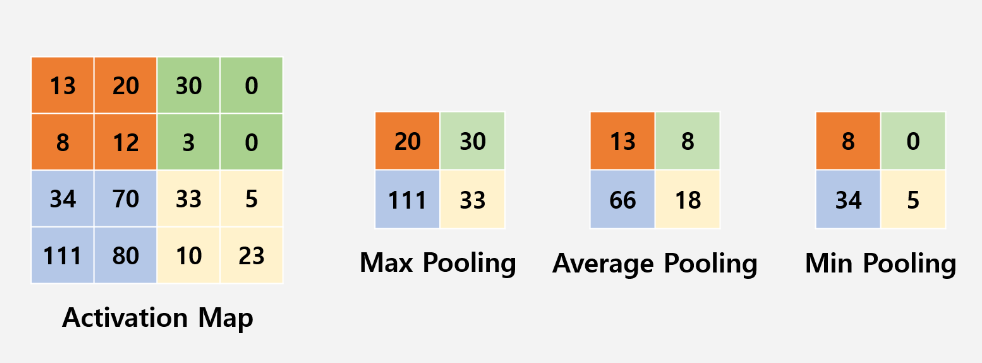 13 20 30 0
8 12 3 0
34 70 33 5
111 80 10 23
Activation Map
20 30
111 33
Max Pooling
13 8
66 18
Average Pooling
8 0
34 5
Min Pooling